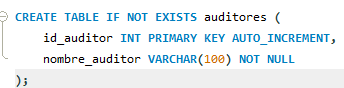 CREATE TABLE IF NOT EXISTS auditores (
    id_auditor INT PRIMARY KEY AUTO_INCREMENT,
    nombre_auditor VARCHAR(100) NOT NULL
);